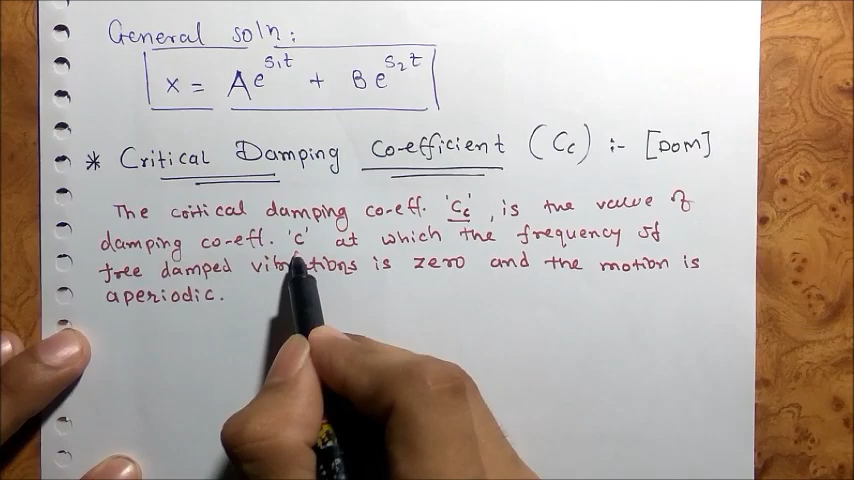 General soln:
x = Ae^{s₁t} + Be^{s₂t}
* Critical Damping Co-efficient (Cc) :- [DOM]
The critical damping co-eff. 'Cc', is the value of
damping co-eff. 'c' at which the frequency of
free damped vibrations is zero and the motion is
aperiodic.